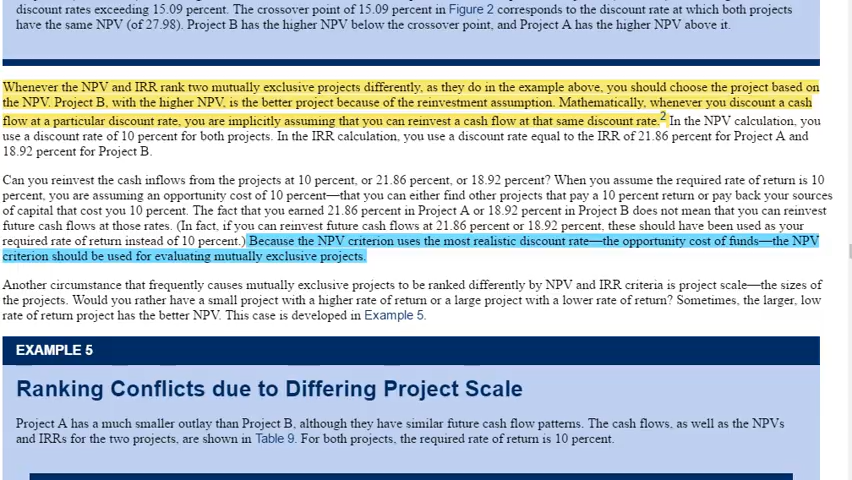 discount rates exceeding 15.09 percent. The crossover point of 15.09 percent in Figure 2 corresponds to the discount rate at which both projects
have the same NPV (of 27.98). Project B has the higher NPV below the crossover point, and Project A has the higher NPV above it.
Whenever the NPV and IRR rank two mutually exclusive projects differently, as they do in the example above, you should choose the project based on
the NPV. Project B, with the higher NPV, is the better project because of the reinvestment assumption. Mathematically, whenever you discount a cash
flow at a particular discount rate, you are implicitly assuming that you can reinvest a cash flow at that same discount rate.2 In the NPV calculation, you
use a discount rate of 10 percent for both projects. In the IRR calculation, you use a discount rate equal to the IRR of 21.86 percent for Project A and
18.92 percent for Project B.
Can you reinvest the cash inflows from the projects at 10 percent, or 21.86 percent, or 18.92 percent? When you assume the required rate of return is 10
percent, you are assuming an opportunity cost of 10 percent—that you can either find other projects that pay a 10 percent return or pay back your sources
of capital that cost you 10 percent. The fact that you earned 21.86 percent in Project A or 18.92 percent in Project B does not mean that you can reinvest
future cash flows at those rates. (In fact, if you can reinvest future cash flows at 21.86 percent or 18.92 percent, these should have been used as your
required rate of return instead of 10 percent.) Because the NPV criterion uses the most realistic discount rate—the opportunity cost of funds—the NPV
criterion should be used for evaluating mutually exclusive projects.
Another circumstance that frequently causes mutually exclusive projects to be ranked differently by NPV and IRR criteria is project scale—the sizes of
the projects. Would you rather have a small project with a higher rate of return or a large project with a lower rate of return? Sometimes, the larger, low
rate of return project has the better NPV. This case is developed in Example 5.
EXAMPLE 5
Ranking Conflicts due to Differing Project Scale
Project A has a much smaller outlay than Project B, although they have similar future cash flow patterns. The cash flows, as well as the NPVs
and IRRs for the two projects, are shown in Table 9. For both projects, the required rate of return is 10 percent.